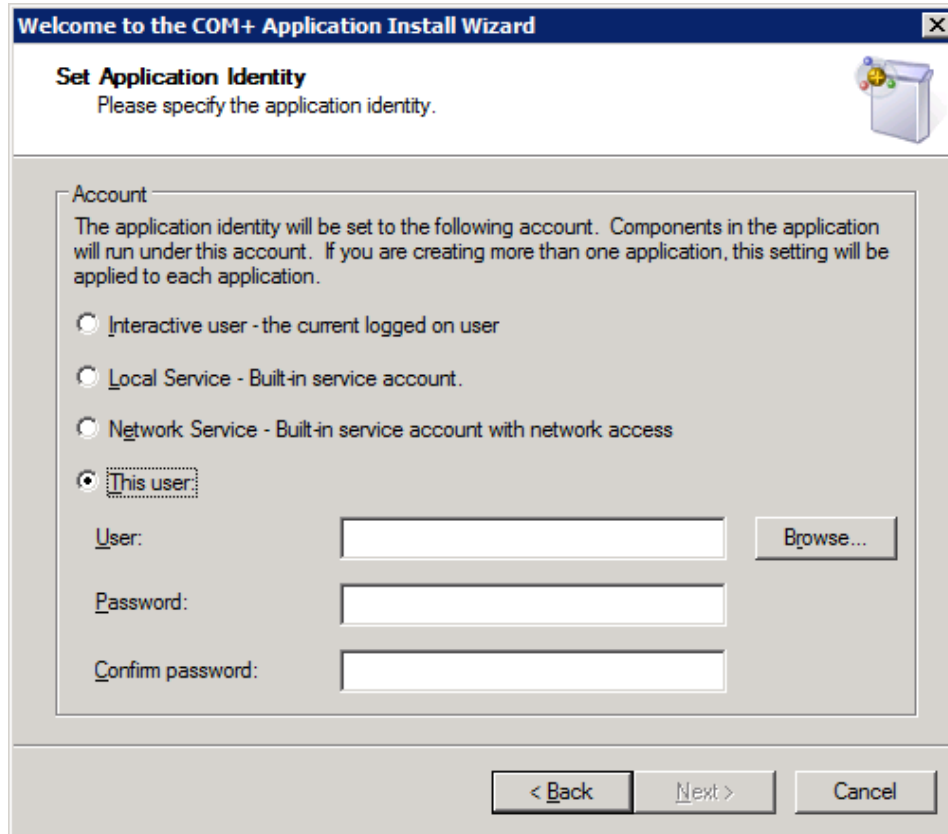 Welcome to the COM+ Application Install Wizard
Set Application Identity
Please specify the application identity.
Account
The application identity will be set to the following account.  Components in the application
will run under this account.  If you are creating more than one application, this setting will be
applied to each application.
Interactive user - the current logged on user
Local Service - Built-in service account.
Network Service - Built-in service account with network access
This user:
User:
Browse...
Password:
Confirm password:
< Back
Next >
Cancel